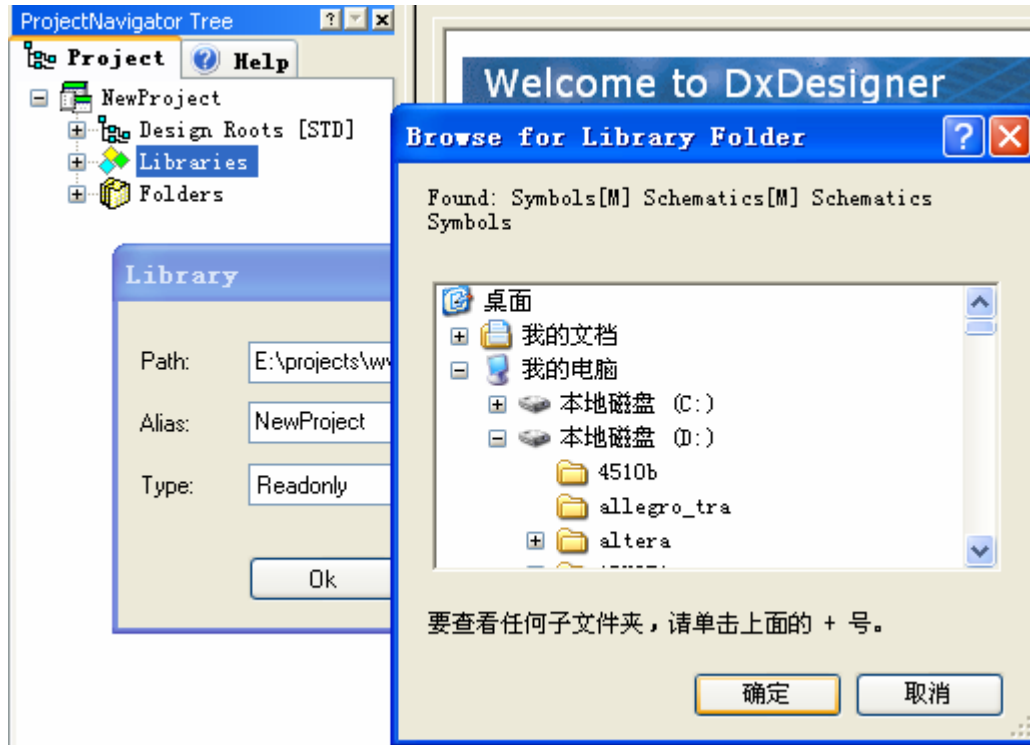 ProjectNavigator Tree
Project
Help
Welcome to DxDesigner
NewProject
Design Roots [STD]
Libraries
Folders
Browse for Library Folder
Found: Symbols[M] Schematics[M] Schematics
Symbols
桌面
我的文档
我的电脑
本地磁盘 (C:)
本地磁盘 (D:)
4510b
allegro_tra
altera
要查看任何子文件夹,请单击上面的 + 号。
确定
取消
Library
Path:
E:\projects\w
Alias:
NewProject
Type:
Readonly
Ok